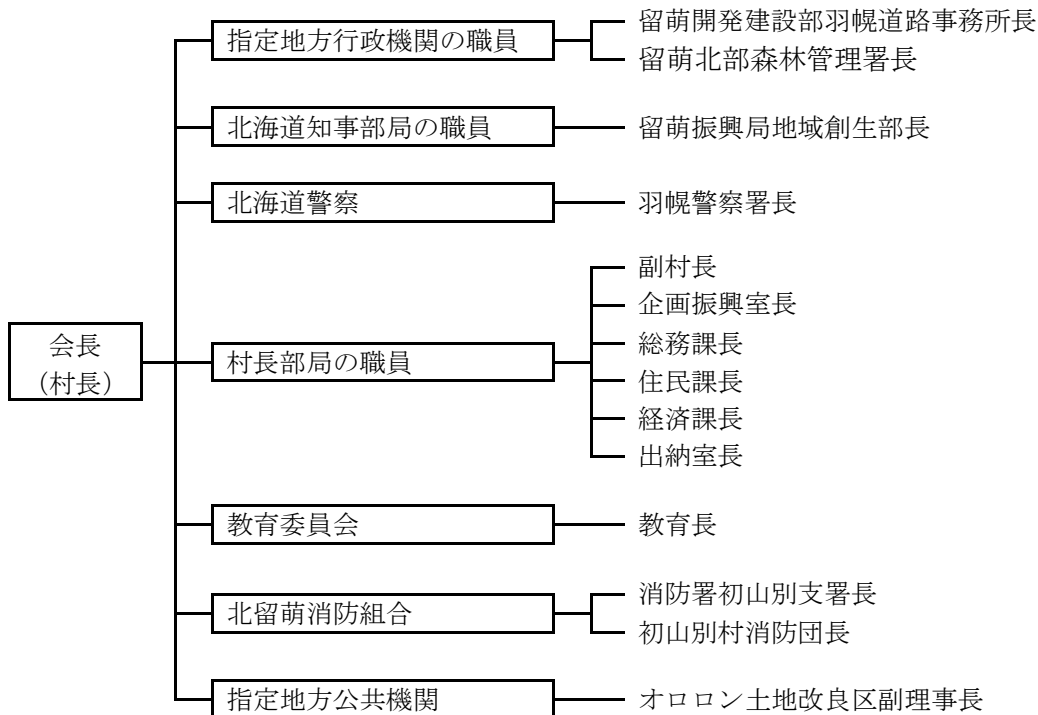 指定地方行政機関の職員
留萌開発建設部羽幌道路事務所長
留萌北部森林管理署長
北海道知事部局の職員
留萌振興局地域創生部長
北海道警察
羽幌警察署長
会長
（村長）
村長部局の職員
副村長
企画振興室長
総務課長
住民課長
経済課長
出納室長
教育委員会
教育長
北留萌消防組合
消防署初山別支署長
初山別村消防団長
指定地方公共機関
オロロン土地改良区副理事長